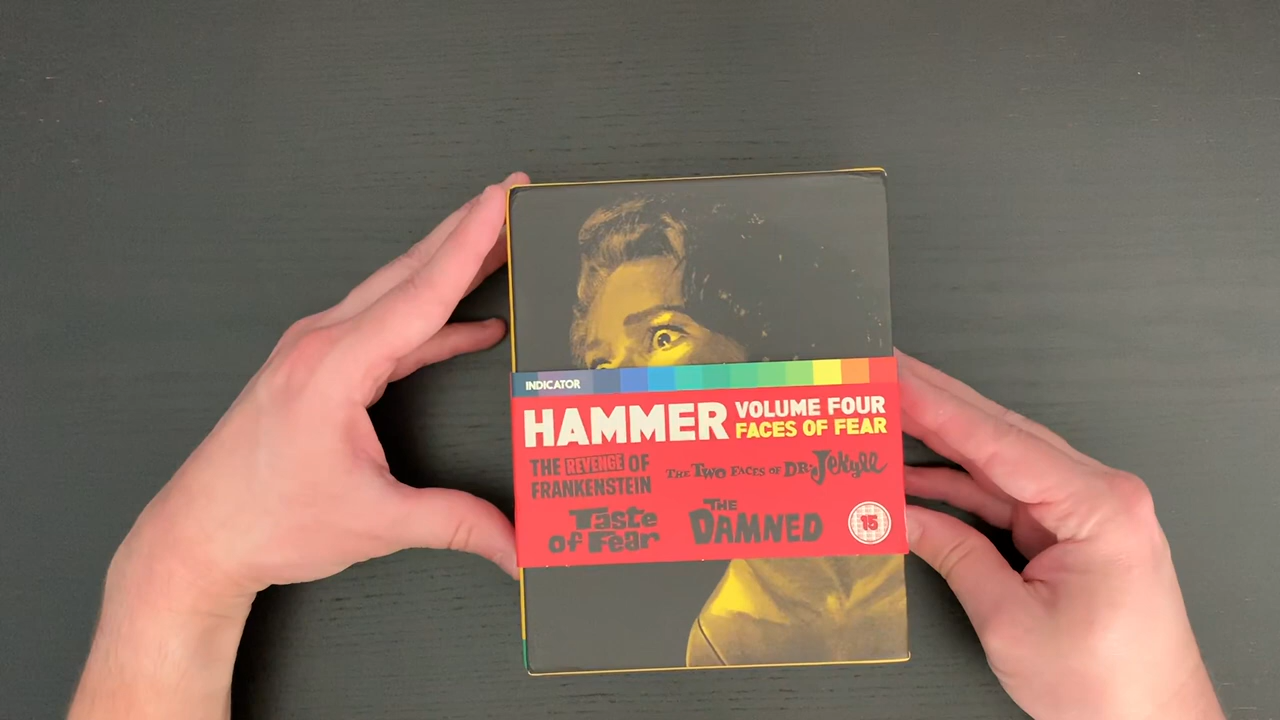 INDICATOR
HAMMER VOLUME FOUR
FACES OF FEAR
THE REVENGE OF
FRANKENSTEIN
THE TWO FACES OF DR. Jekyll
Taste
of Fear
THE
DAMNED
15